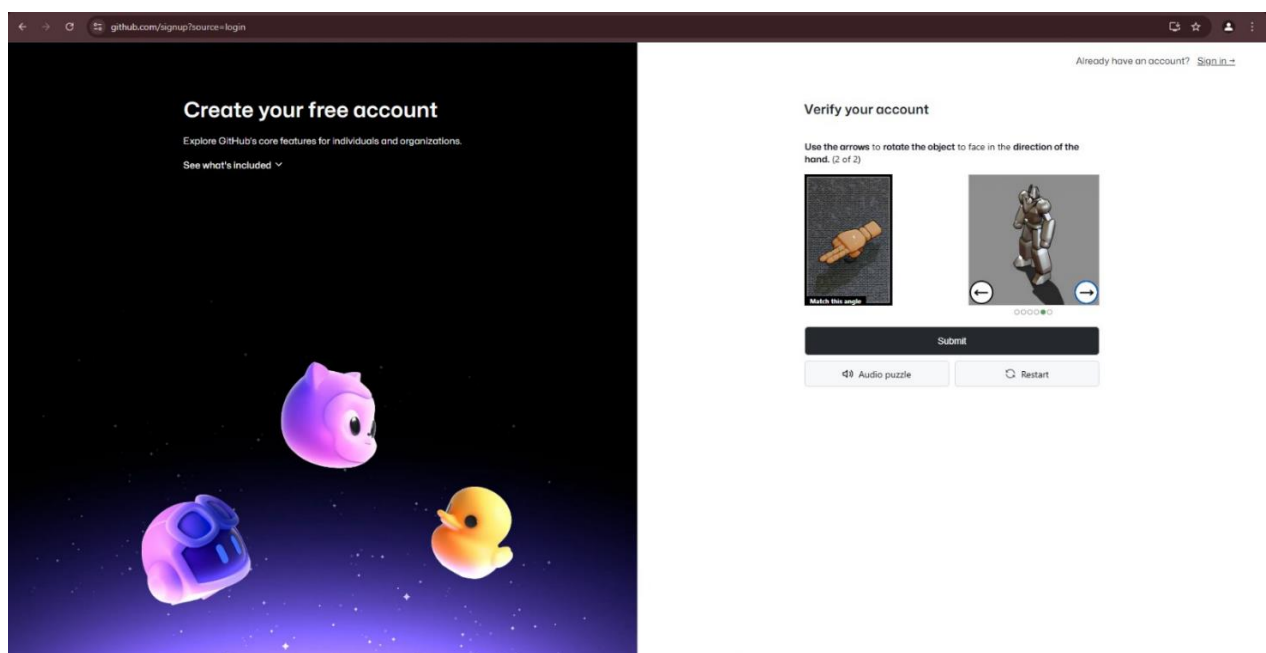 github.com/signup?source=login
Already have an account? Sign in →
Create your free account
Explore GitHub's core features for individuals and organizations.
See what's included
Verify your account
Use the arrows to rotate the object to face in the direction of the
hand. (2 of 2)
Match this angle
Submit
Audio puzzle
Restart